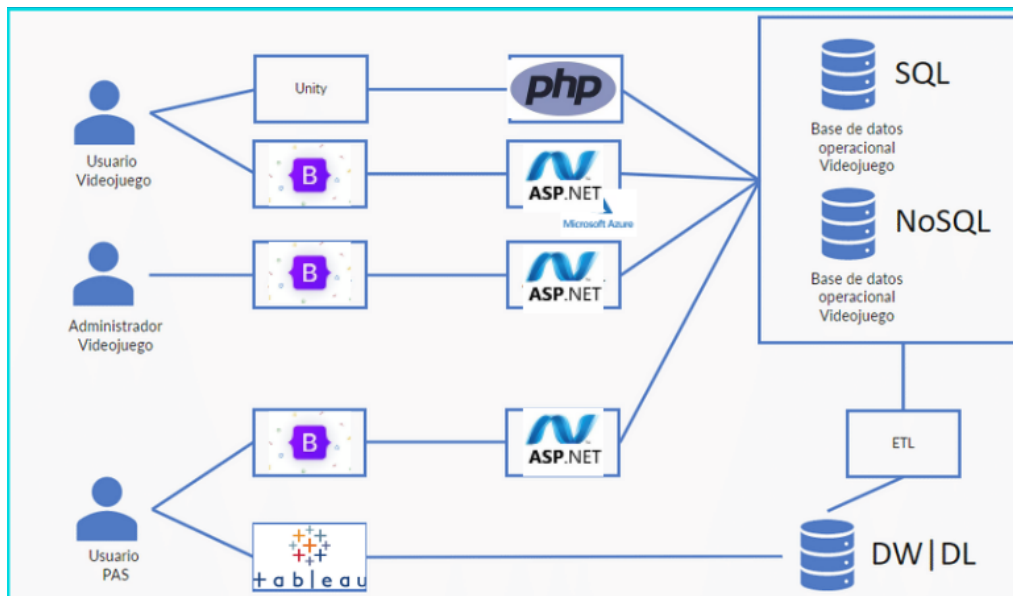 Unity
php
SQL
Base de datos
operacional
Videojuego
Usuario
Videojuego
B
ASP.NET
Microsoft Azure
NoSQL
Base de datos
operacional
Videojuego
B
ASP.NET
Administrador
Videojuego
B
ASP.NET
ETL
Usuario
PAS
+ableau
DW|DL